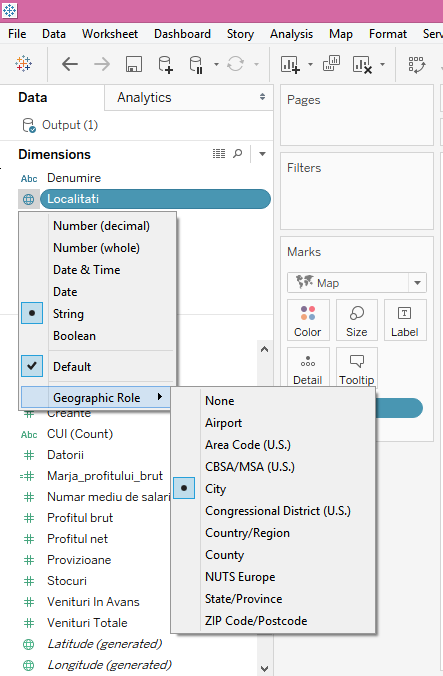 File Data Worksheet Dashboard Story Analysis Map Format Serv
Data Analytics
Output (1)
Dimensions
Abc Denumire
Localitati
Number (decimal)
Number (whole)
Date & Time
Date
String
Boolean
Default
Geographic Role
None
Airport
Area Code (U.S.)
CBSA/MSA (U.S.)
City
Congressional District (U.S.)
Country/Region
County
NUTS Europe
State/Province
ZIP Code/Postcode
Creante
Abc CUI (Count)
Datorii
Marja_profitului_brut
Numar mediu de salari
Profitul brut
Profitul net
Provizioane
Stocuri
Venituri In Avans
Venituri Totale
Latitude (generated)
Longitude (generated)
Pages
Filters
Marks
Map
Color Size Label
Detail Tooltip